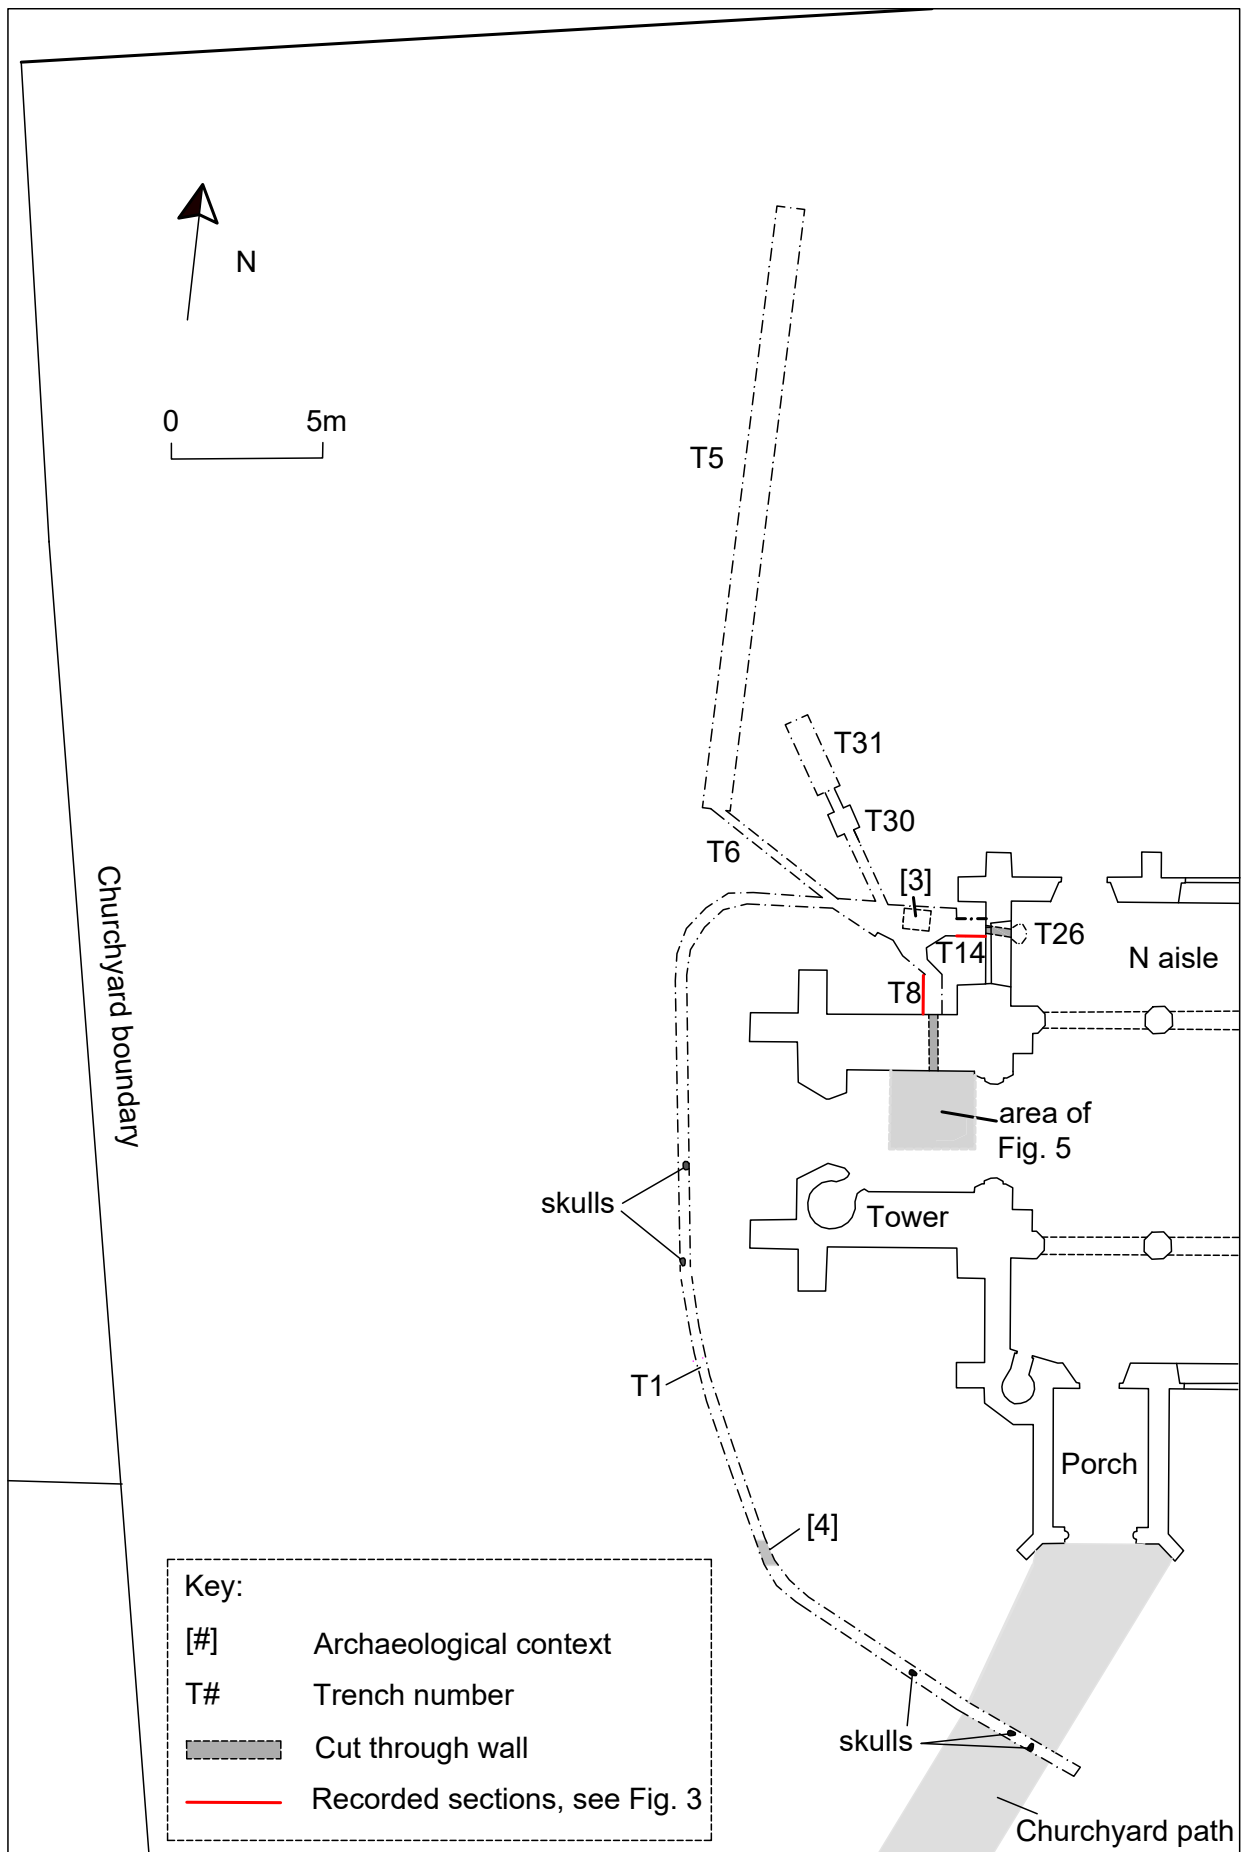 N
0 5m
T5
T31
T30
T6
[3]
T26
T14
N aisle
T8
Churchyard boundary
area of
Fig. 5
skulls
Tower
T1
Porch
[4]
skulls
Churchyard path
Key:
[#] Archaeological context
T# Trench number
Cut through wall
Recorded sections, see Fig. 3